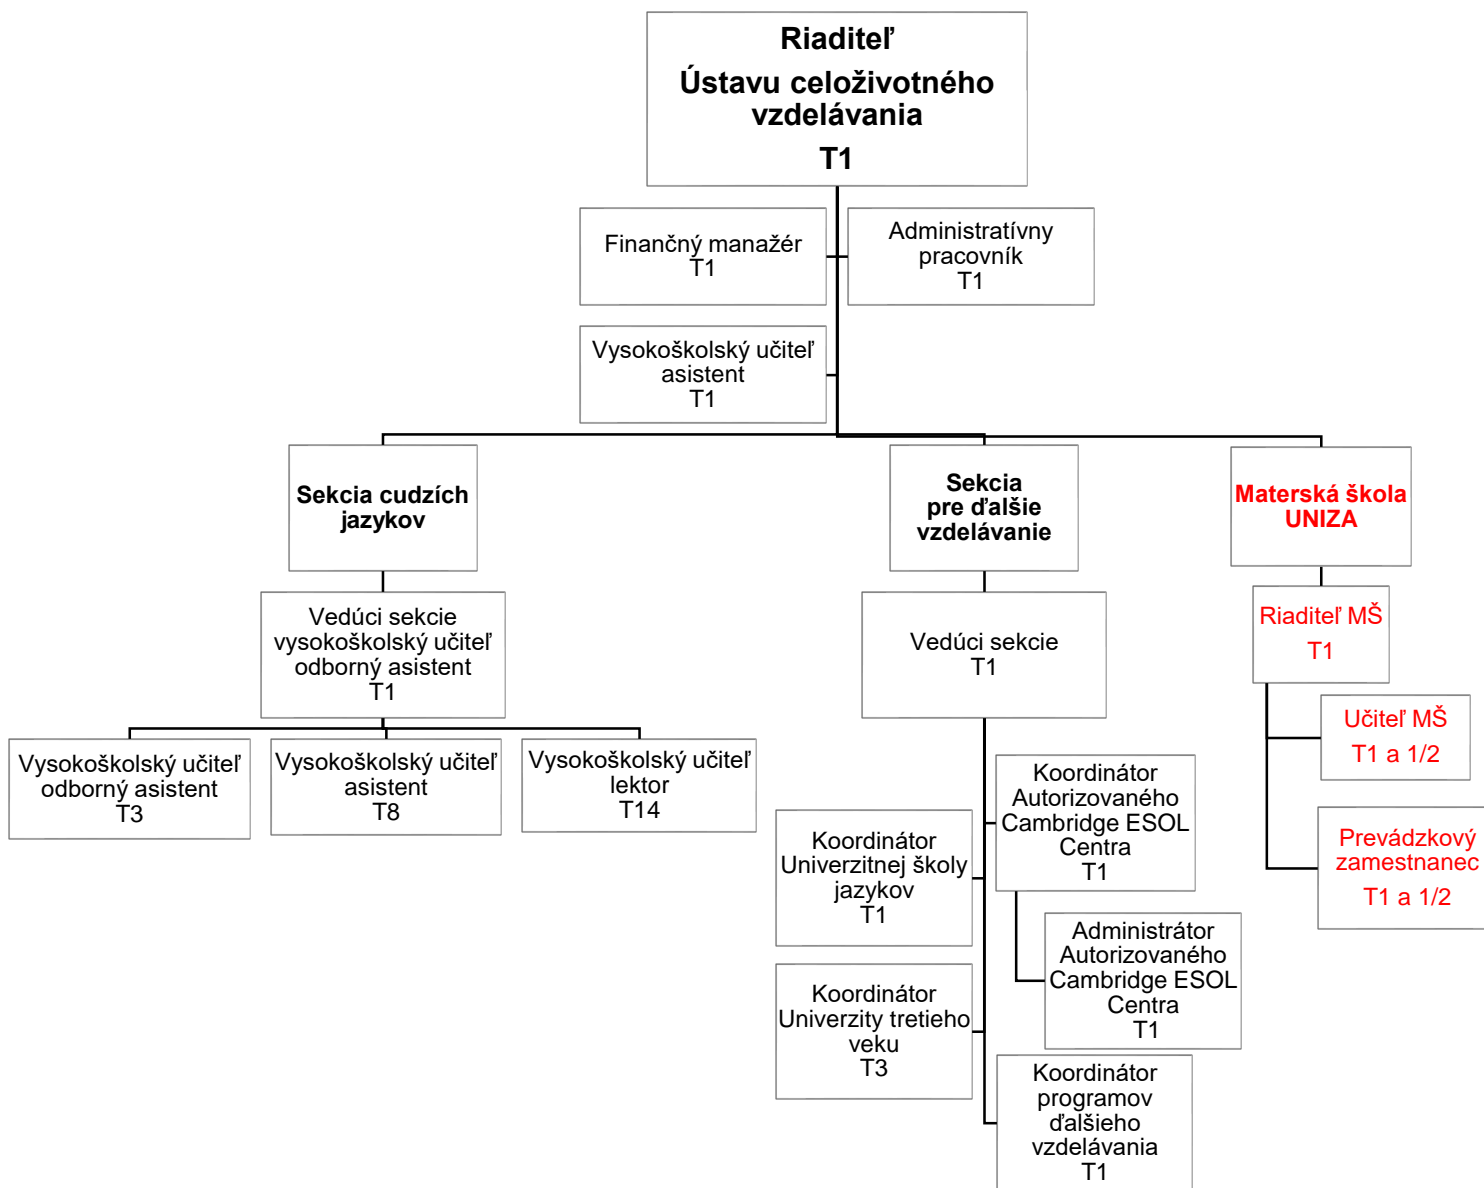 Riaditeľ
Ústavu celoživotného
vzdelávania
T1
Finančný manažér
T1
Administratívny
pracovník
T1
Vysokoškolský učiteľ
asistent
T1
Sekcia cudzích
jazykov
Sekcia
pre ďalšie
vzdelávanie
Materská škola
UNIZA
Vedúci sekcie
vysokoškolský učiteľ
odborný asistent
T1
Vedúci sekcie
T1
Riaditeľ MŠ
T1
Vysokoškolský učiteľ
odborný asistent
T3
Vysokoškolský učiteľ
asistent
T8
Vysokoškolský učiteľ
lektor
T14
Učiteľ MŠ
T1 a 1/2
Prevádzkový
zamestnanec
T1 a 1/2
Koordinátor
Autorizovaného
Cambridge ESOL
Centra
T1
Koordinátor
Univerzitnej školy
jazykov
T1
Administrátor
Autorizovaného
Cambridge ESOL
Centra
T1
Koordinátor
Univerzity tretieho
veku
T3
Koordinátor
programov
ďalšieho
vzdelávania
T1